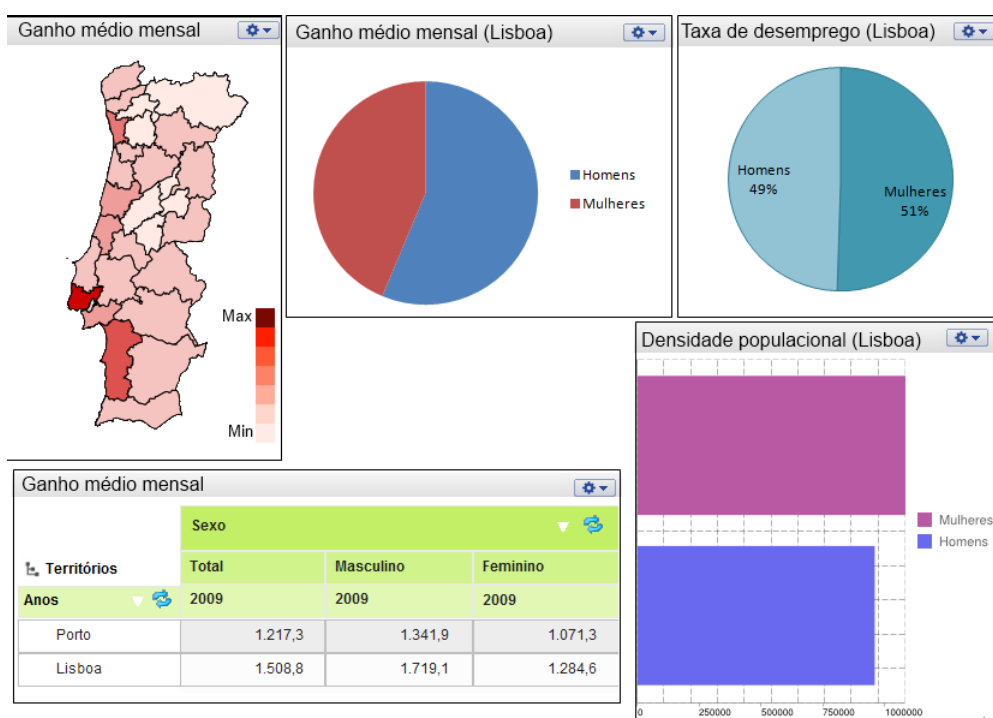 Ganho médio mensal
Max
Min
Ganho médio mensal (Lisboa)
Homens
Mulheres
Taxa de desemprego (Lisboa)
Homens
49%
Mulheres
51%
Densidade populacional (Lisboa)
Mulheres
Homens
0 250000 500000 750000 1000000
Ganho médio mensal
Sexo
Territórios Total Masculino Feminino
Anos 2009 2009 2009
Porto 1.217,3 1.341,9 1.071,3
Lisboa 1.508,8 1.719,1 1.284,6